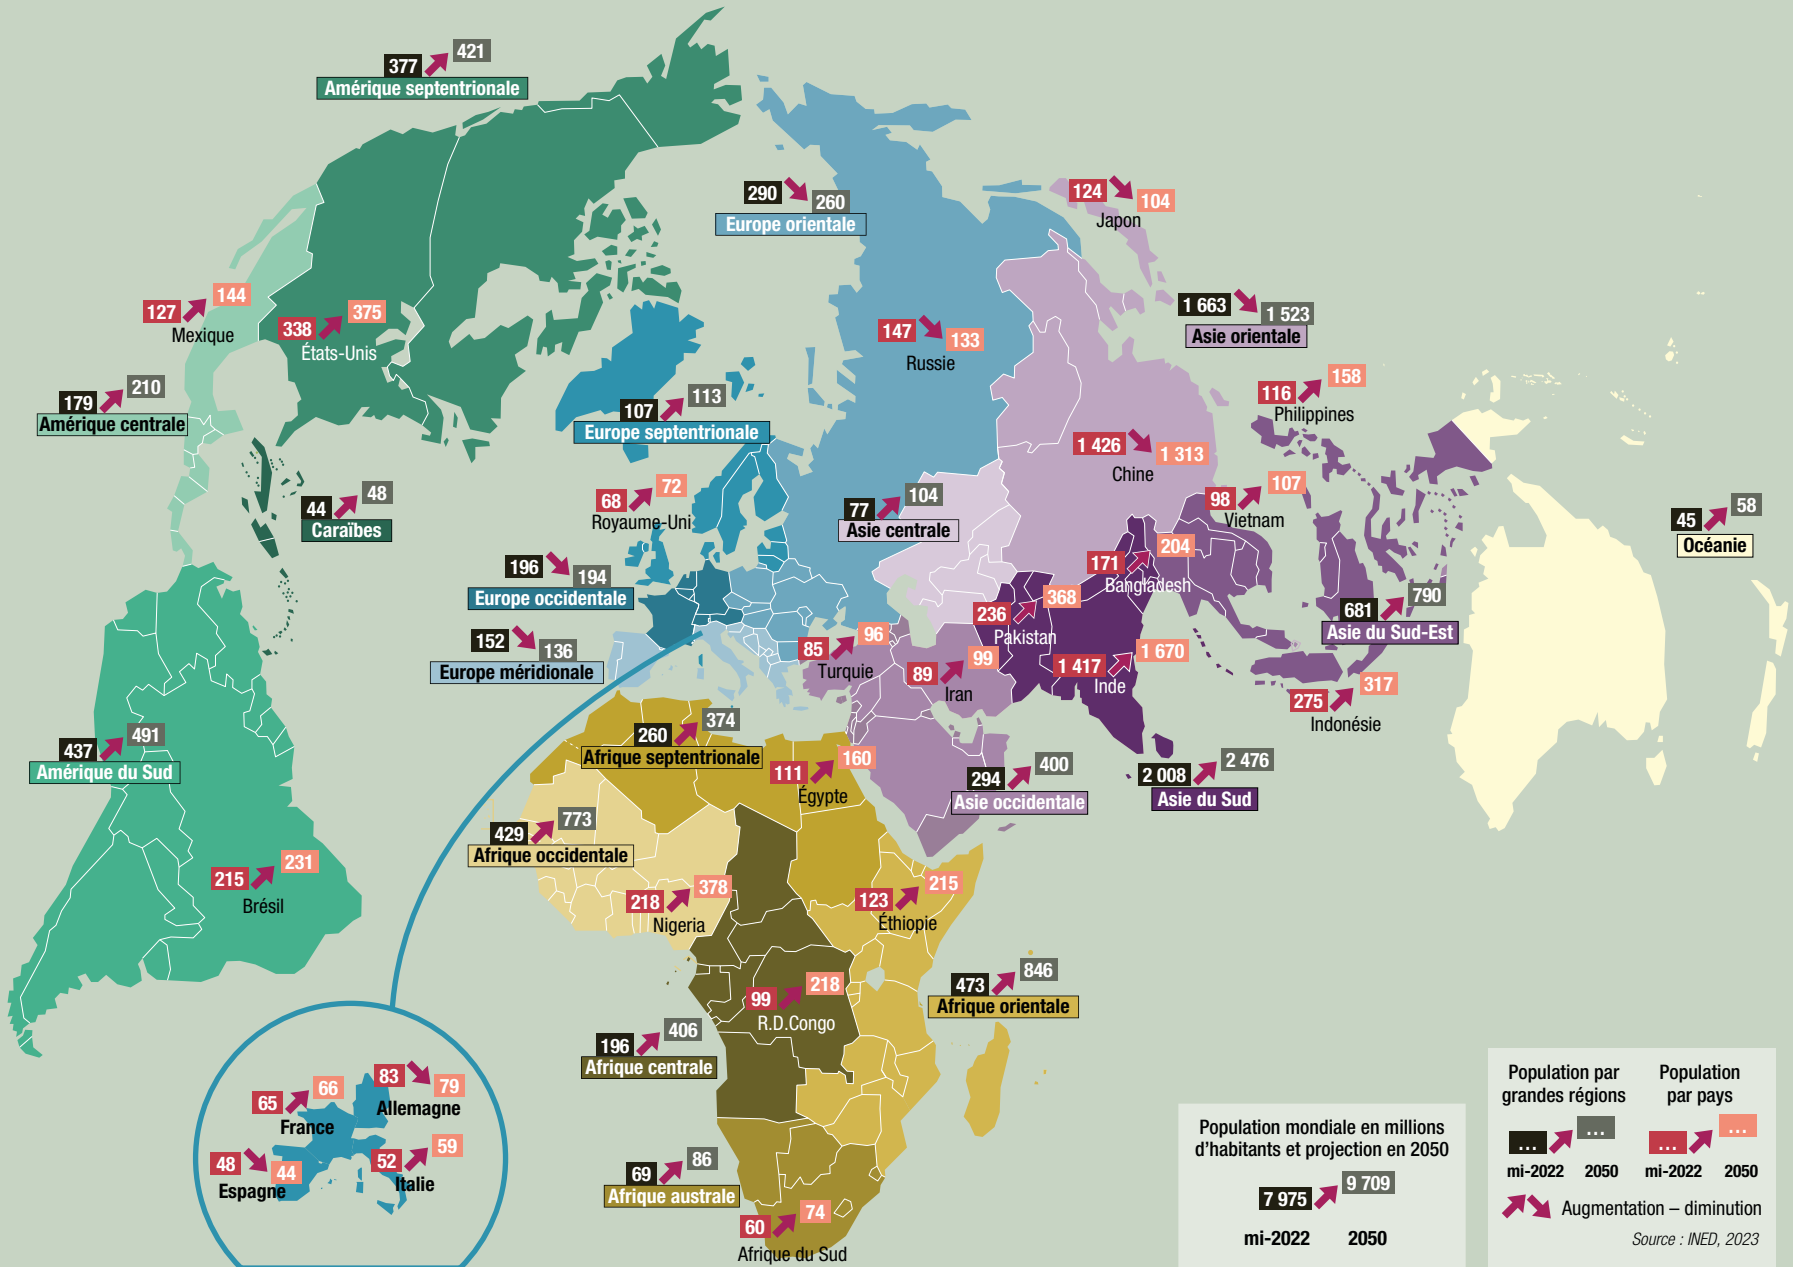 377 421
Amérique septentrionale
290 260
Europe orientale
124 104
Japon
127 144
Mexique
338 375
États-Unis
147 133
Russie
1 663 1 523
Asie orientale
179 210
Amérique centrale
107 113
Europe septentrionale
116 158
Philippines
1 426 1 313
Chine
44 48
Caraïbes
68 72
Royaume-Uni
77 104
Asie centrale
98 107
Vietnam
45 58
Océanie
196 194
Europe occidentale
171 204
Bangladesh
236 368
Pakistan
681 790
Asie du Sud-Est
152 136
Europe méridionale
85 96
Turquie
89 99
Iran
1 417 1 670
Inde
275 317
Indonésie
437 491
Amérique du Sud
260 374
Afrique septentrionale
111 160
Égypte
294 400
Asie occidentale
2 008 2 476
Asie du Sud
429 773
Afrique occidentale
215 231
Brésil
218 378
Nigeria
123 215
Éthiopie
99 218
R.D.Congo
473 846
Afrique orientale
196 406
Afrique centrale
65 66
France
83 79
Allemagne
48 44
Espagne
52 59
Italie
69 86
Afrique australe
60 74
Afrique du Sud
Population mondiale en millions
d'habitants et projection en 2050
7 975 9 709
mi-2022 2050
Population par
grandes régions
... ...
mi-2022 2050
Population
par pays
... ...
mi-2022 2050
Augmentation – diminution
Source : INED, 2023